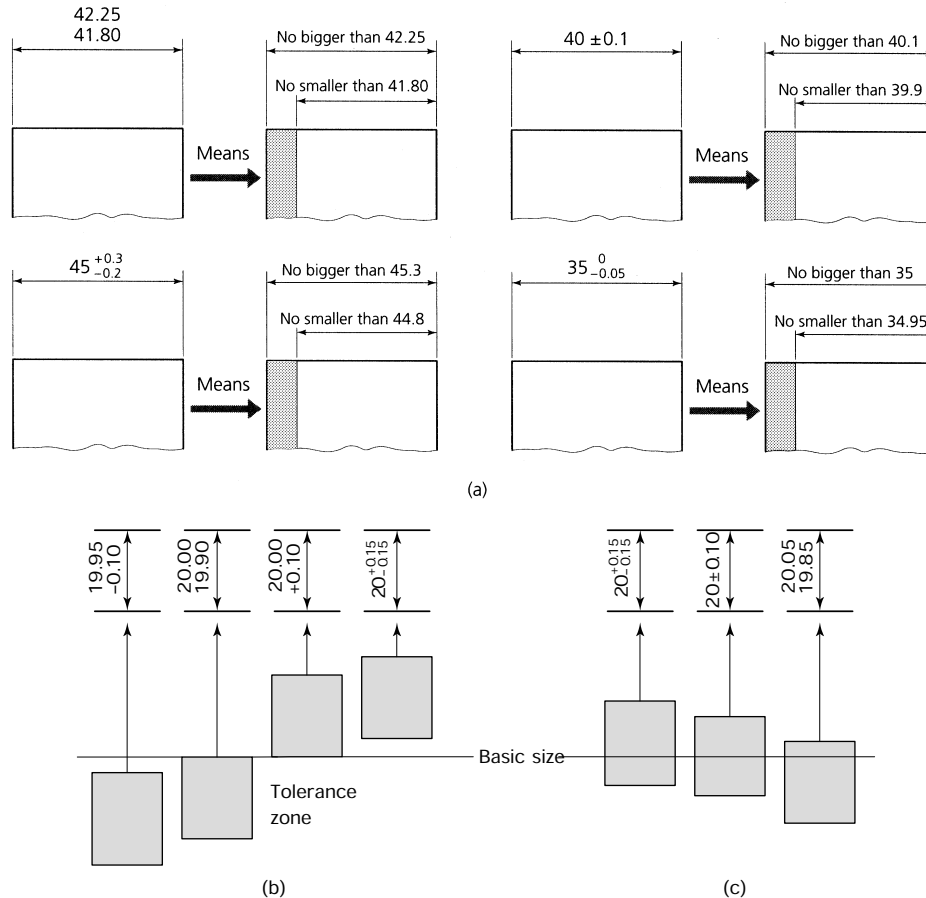 42.25
41.80
No bigger than 42.25
No smaller than 41.80
Means
40 ±0.1
No bigger than 40.1
No smaller than 39.9
Means
45 +0.3
−0.2
No bigger than 45.3
No smaller than 44.8
Means
35 0
−0.05
No bigger than 35
No smaller than 34.95
Means
(a)
19.95
−0.10
20.00
19.90
20.00
+0.10
20 +0.15
−0.15
Tolerance
zone
(b)
Basic size
20 +0.15
−0.15
20±0.10
20.05
19.85
(c)